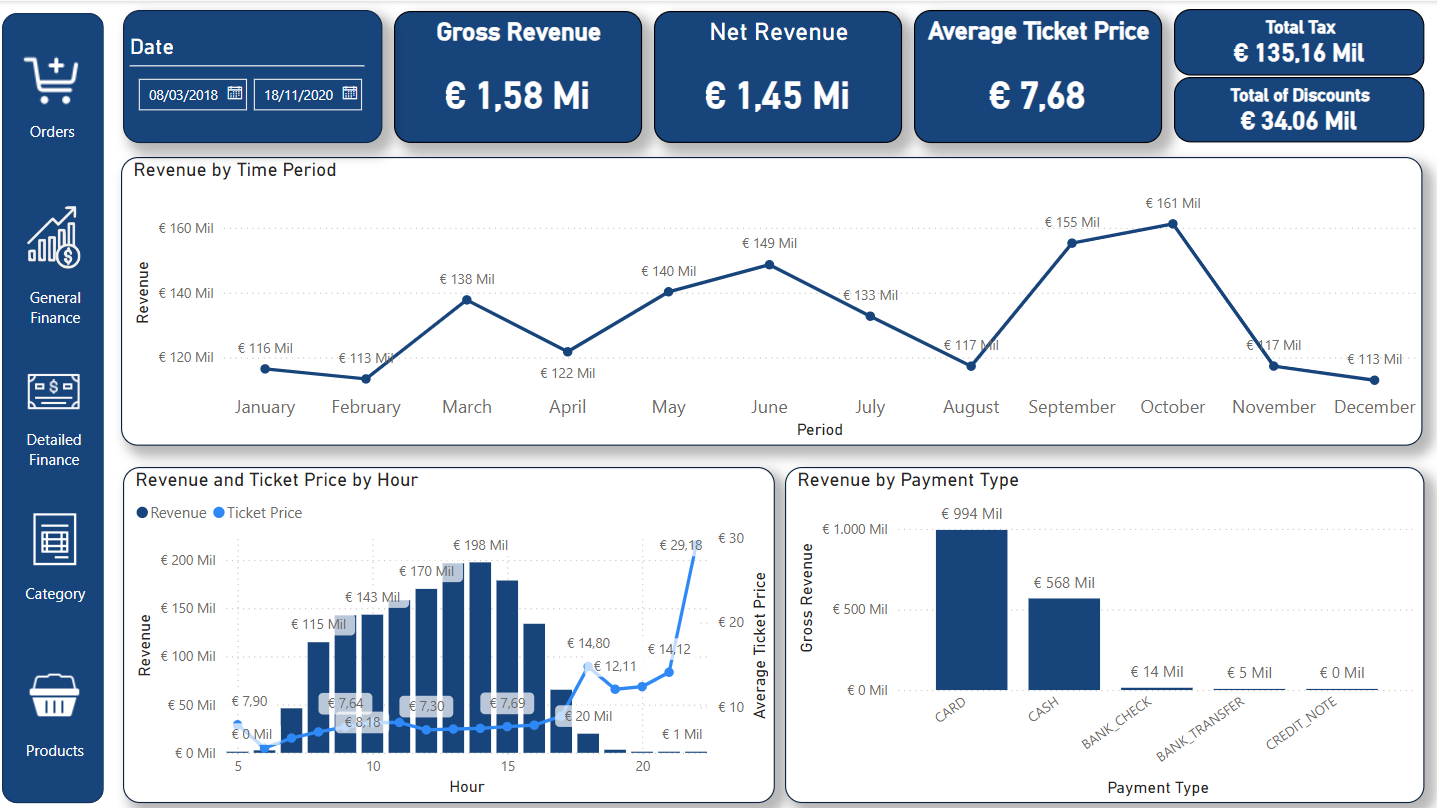 Orders
General
Finance
Detailed
Finance
Category
Products
Date
08/03/2018
18/11/2020
Gross Revenue
€ 1,58 Mi
Net Revenue
€ 1,45 Mi
Average Ticket Price
€ 7,68
Total Tax
€ 135,16 Mil
Total of Discounts
€ 34.06 Mil
Revenue by Time Period
Revenue
€ 160 Mil
€ 140 Mil
€ 120 Mil
€ 116 Mil
€ 113 Mil
€ 138 Mil
€ 122 Mil
€ 140 Mil
€ 149 Mil
€ 133 Mil
€ 117 Mil
€ 155 Mil
€ 161 Mil
€ 117 Mil
€ 113 Mil
January February March April May June July August September October November December
Period
Revenue and Ticket Price by Hour
Revenue Ticket Price
Revenue
€ 200 Mil
€ 150 Mil
€ 100 Mil
€ 50 Mil
€ 0 Mil
€ 7,90
€ 0 Mil
€ 115 Mil
€ 143 Mil
€ 170 Mil
€ 198 Mil
€ 7,64
€ 8,18
€ 7,30
€ 7,69
€ 14,80
€ 12,11
€ 20 Mil
€ 14,12
€ 29,18
€ 1 Mil
€ 30
€ 20
€ 10
Average Ticket Price
5 10 15 20
Hour
Revenue by Payment Type
Gross Revenue
€ 1.000 Mil
€ 500 Mil
€ 0 Mil
€ 994 Mil
€ 568 Mil
€ 14 Mil
€ 5 Mil
€ 0 Mil
CARD
CASH
BANK_CHECK
BANK_TRANSFER
CREDIT_NOTE
Payment Type